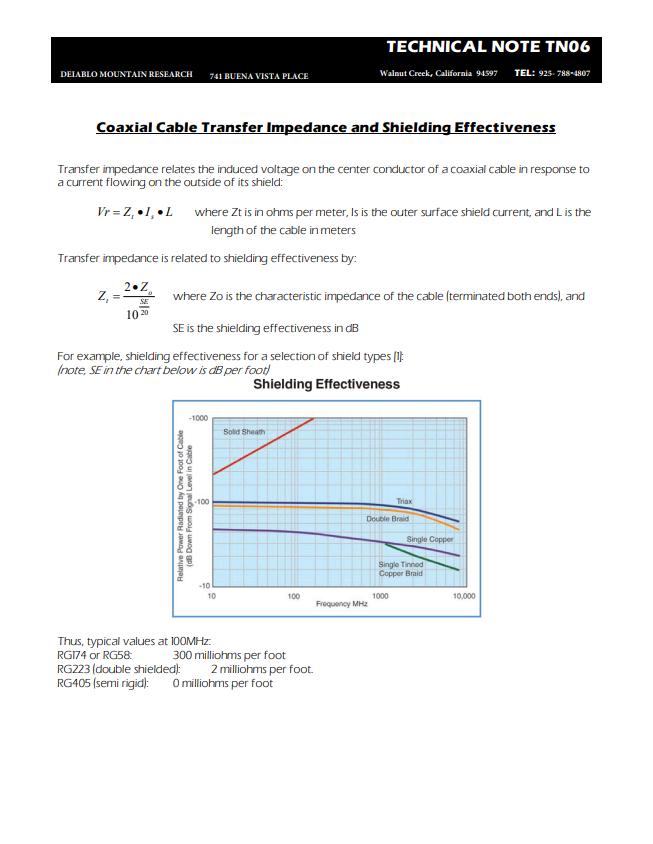 TECHNICAL NOTE TN06
DEIABLO MOUNTAIN RESEARCH 741 BUENA VISTA PLACE Walnut Creek, California 94597 TEL: 925- 788-4807
Coaxial Cable Transfer Impedance and Shielding Effectiveness
Transfer impedance relates the induced voltage on the center conductor of a coaxial cable in response to
a current flowing on the outside of its shield:
Vr = Z_t • I_s • L where Zt is in ohms per meter, Is is the outer surface shield current, and L is the
length of the cable in meters
Transfer impedance is related to shielding effectiveness by:
Z_t = 2 • Z_o / 10^(SE/20) where Zo is the characteristic impedance of the cable (terminated both ends), and
SE is the shielding effectiveness in dB
For example, shielding effectiveness for a selection of shield types [1]:
(note, SE in the chart below is dB per foot)
Shielding Effectiveness
Relative Power Radiated by One Foot of Cable
(dB Down From Signal Level in Cable
-1000
Solid Sheath
-100
Triax
Double Braid
Single Copper
Single Tinned
Copper Braid
-10
10 100 1000 10,000
Frequency MHz
Thus, typical values at 100MHz:
RG174 or RG58: 300 milliohms per foot
RG223 (double shielded): 2 milliohms per foot.
RG405 (semi rigid): 0 milliohms per foot